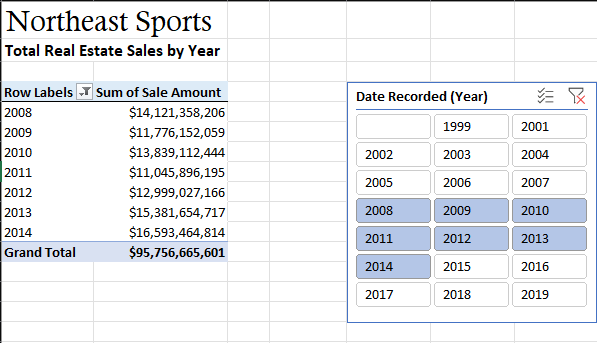 Northeast Sports
Total Real Estate Sales by Year
Row Labels Sum of Sale Amount
2008 $14,121,358,206
2009 $11,776,152,059
2010 $13,839,112,444
2011 $11,045,896,195
2012 $12,999,027,166
2013 $15,381,654,717
2014 $16,593,464,814
Grand Total $95,756,665,601
Date Recorded (Year)
1999 2001
2002 2003 2004
2005 2006 2007
2008 2009 2010
2011 2012 2013
2014 2015 2016
2017 2018 2019